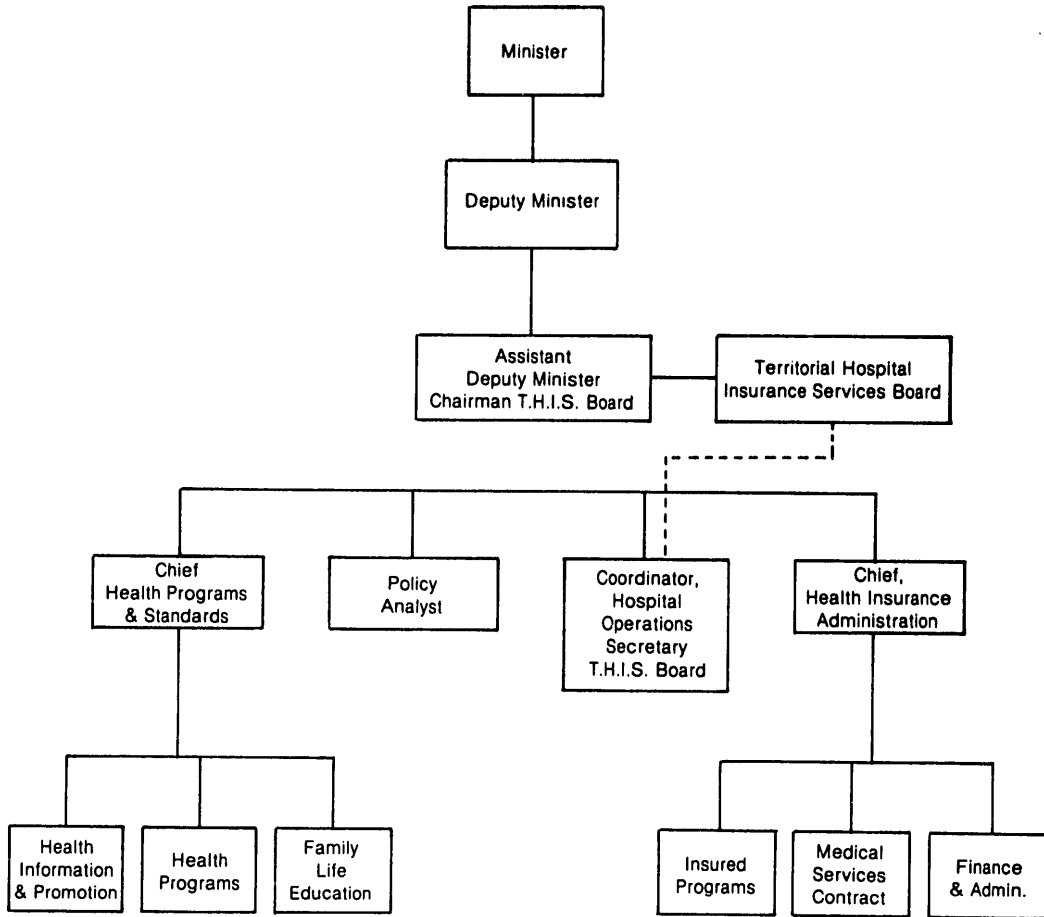 Minister
Deputy Minister
Assistant
Deputy Minister
Chairman T.H.I.S. Board
Territorial Hospital
Insurance Services Board
Chief
Health Programs
& Standards
Policy
Analyst
Coordinator,
Hospital
Operations
Secretary
T.H.I.S. Board
Chief,
Health Insurance
Administration
Health
Information
& Promotion
Health
Programs
Family
Life
Education
Insured
Programs
Medical
Services
Contract
Finance
& Admin.